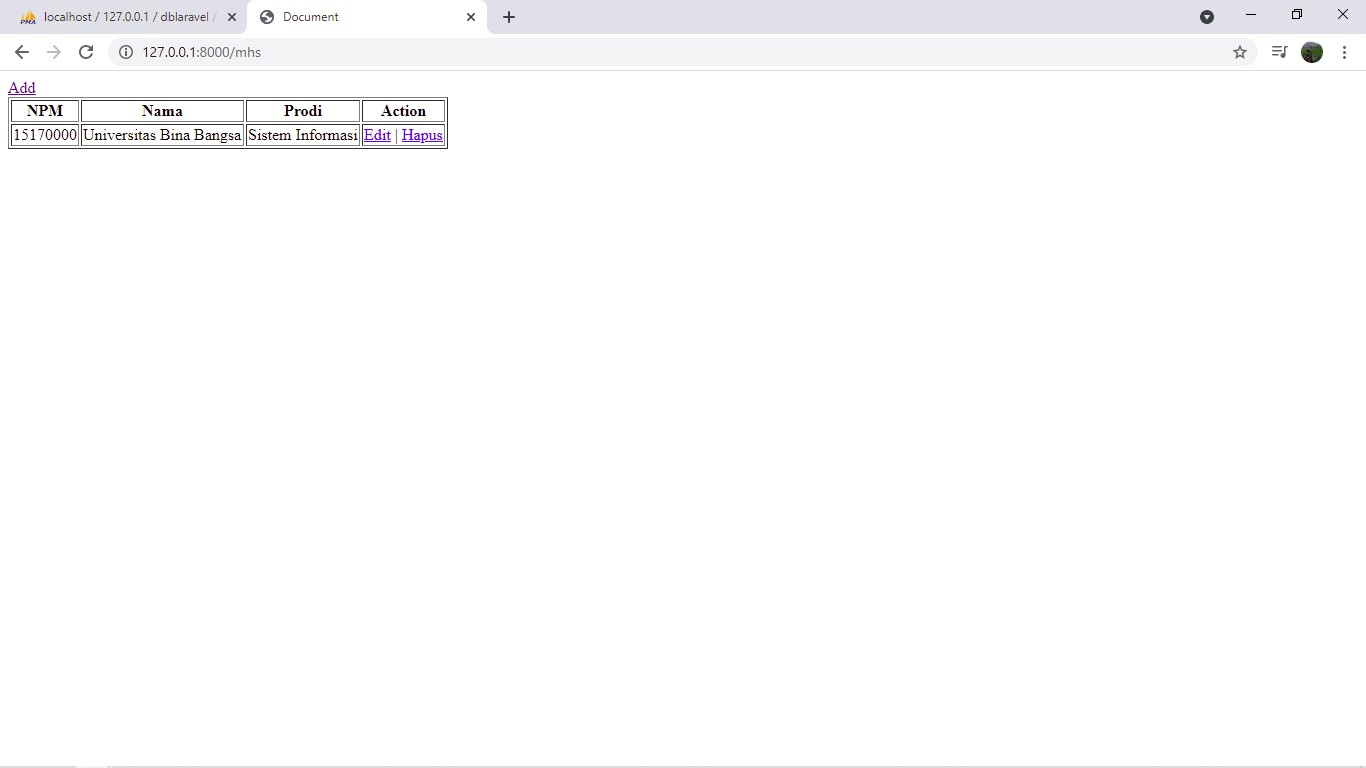 localhost / 127.0.0.1 / dblaravel /
Document
127.0.0.1:8000/mhs
Add
NPM Nama Prodi Action
15170000 Universitas Bina Bangsa Sistem Informasi Edit | Hapus